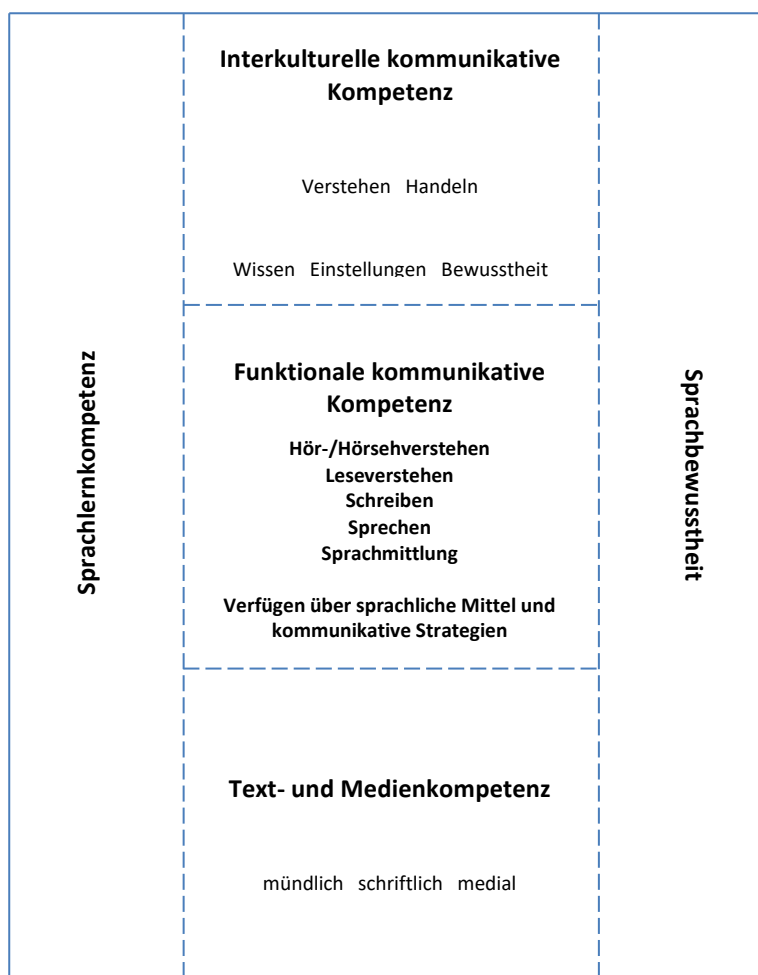 Interkulturelle kommunikative
Kompetenz
Verstehen Handeln
Wissen Einstellungen Bewusstheit
Sprachlernkompetenz
Funktionale kommunikative
Kompetenz
Hör-/Hörsehverstehen
Leseverstehen
Schreiben
Sprechen
Sprachmittlung
Verfügen über sprachliche Mittel und
kommunikative Strategien
Sprachbewusstheit
Text- und Medienkompetenz
mündlich schriftlich medial